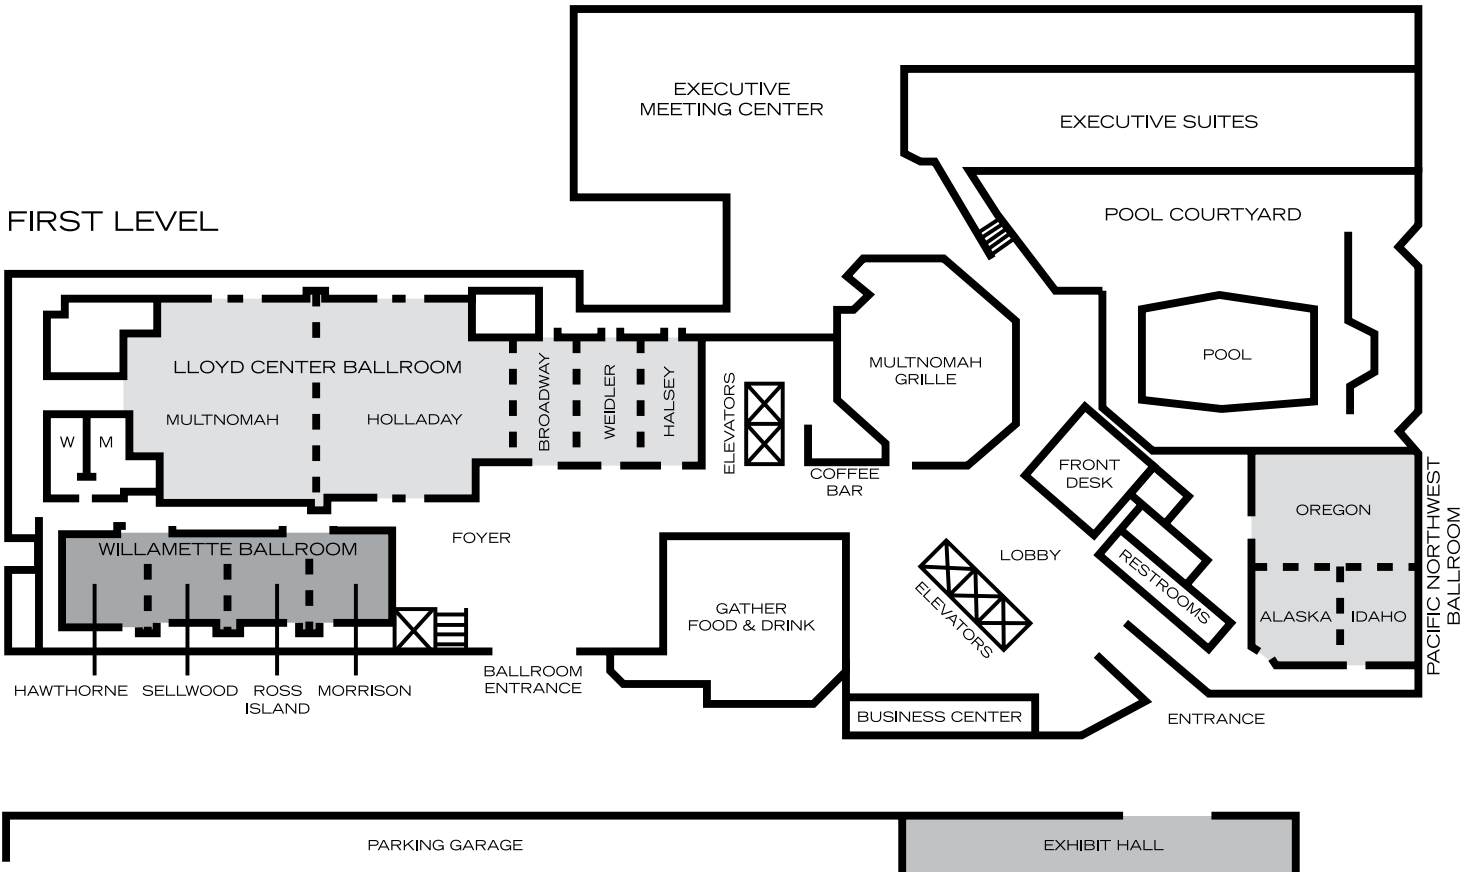 EXECUTIVE
MEETING CENTER
EXECUTIVE SUITES
FIRST LEVEL
POOL COURTYARD
POOL
MULTNOMAH
GRILLE
LLOYD CENTER BALLROOM
MULTNOMAH
HOLLADAY
BROADWAY
WEIDLER
HALSEY
ELEVATORS
W
M
COFFEE
BAR
FRONT
DESK
OREGON
ALASKA
IDAHO
PACIFIC NORTHWEST
BALLROOM
FOYER
WILLAMETTE BALLROOM
LOBBY
RESTROOMS
ELEVATORS
GATHER
FOOD & DRINK
HAWTHORNE
SELLWOOD
ROSS
ISLAND
MORRISON
BALLROOM
ENTRANCE
BUSINESS CENTER
ENTRANCE
PARKING GARAGE
EXHIBIT HALL